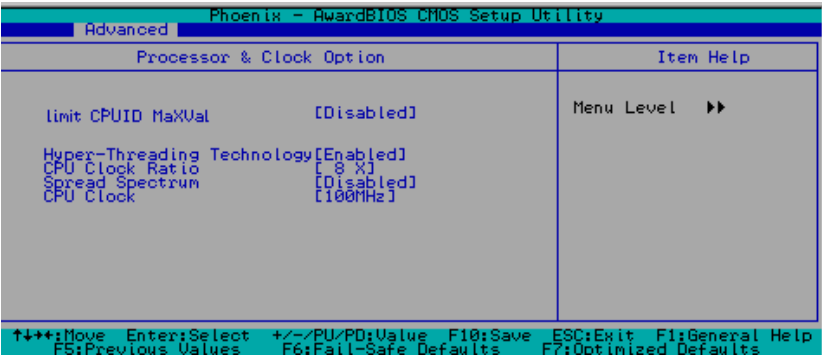 Phoenix - AwardBIOS CMOS Setup Utility
Advanced
Processor & Clock Option
Item Help
limit CPUID MaXVal [Disabled]
Menu Level ▶▶
Hyper-Threading Technology[Enabled]
CPU Clock Ratio [ 8 X]
Spread Spectrum [Disabled]
CPU Clock [100MHz]
↑↓→←:Move Enter:Select +/-/PU/PD:Value F10:Save ESC:Exit F1:General Help
F5:Previous Values F6:Fail-Safe Defaults F7:Optimized Defaults